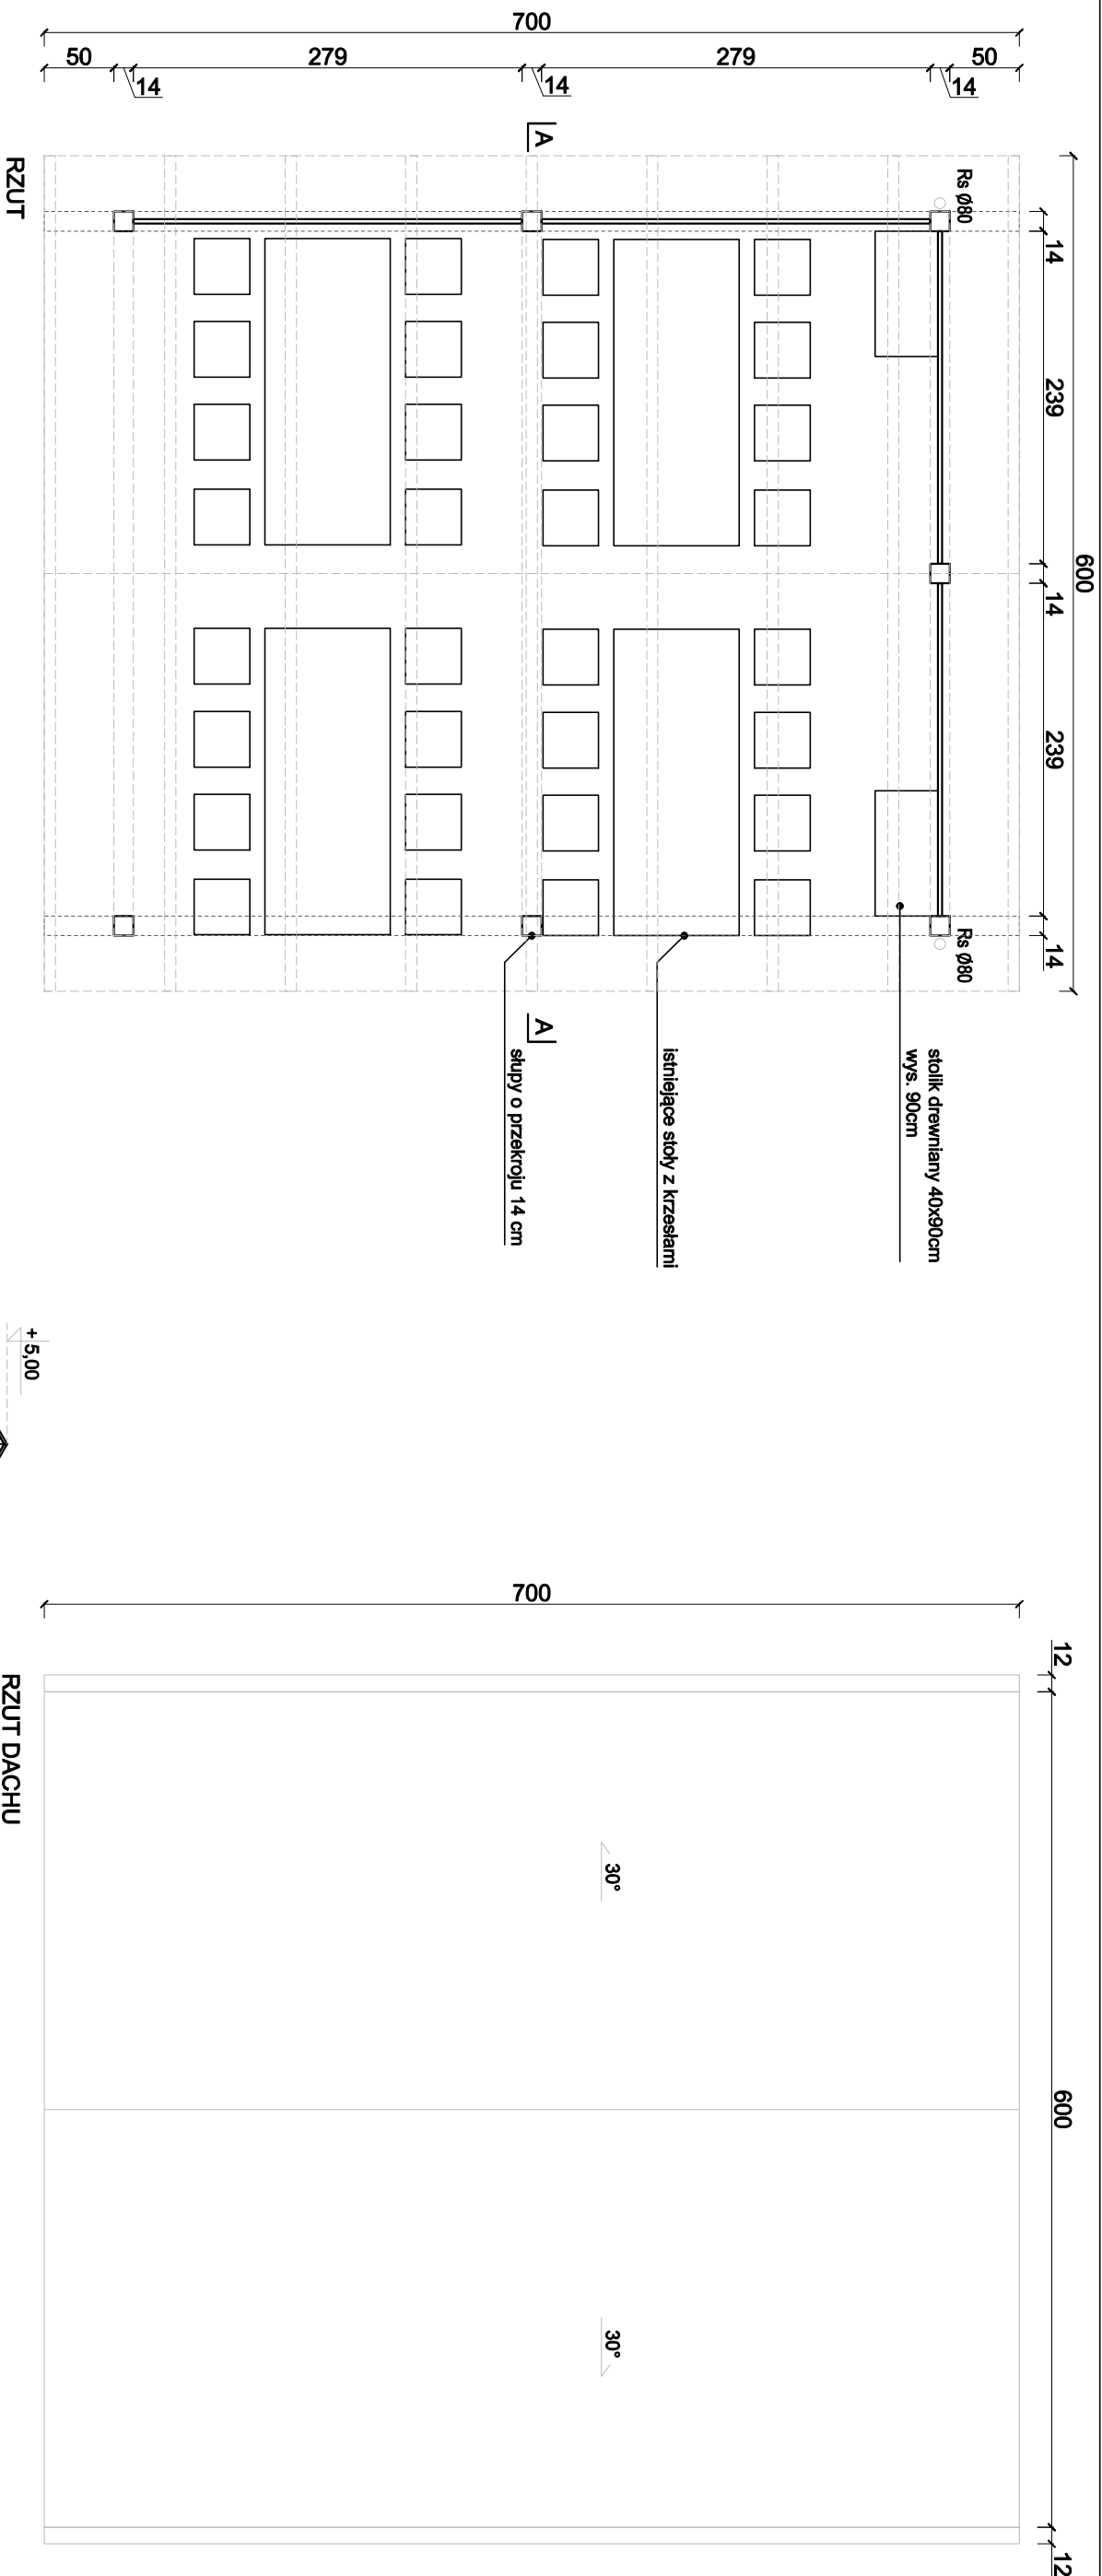 700
50
14
279
14
279
14
50
A
A
RZUT
Rs Ø80
Rs Ø80
600
14
239
14
239
14
stolik drewniany 40x90cm
wys. 90cm
istniejące stoły z krzesłami
słupy o przekroju 14 cm
+ 5,00
700
12
600
12
30°
30°
RZUT DACHU